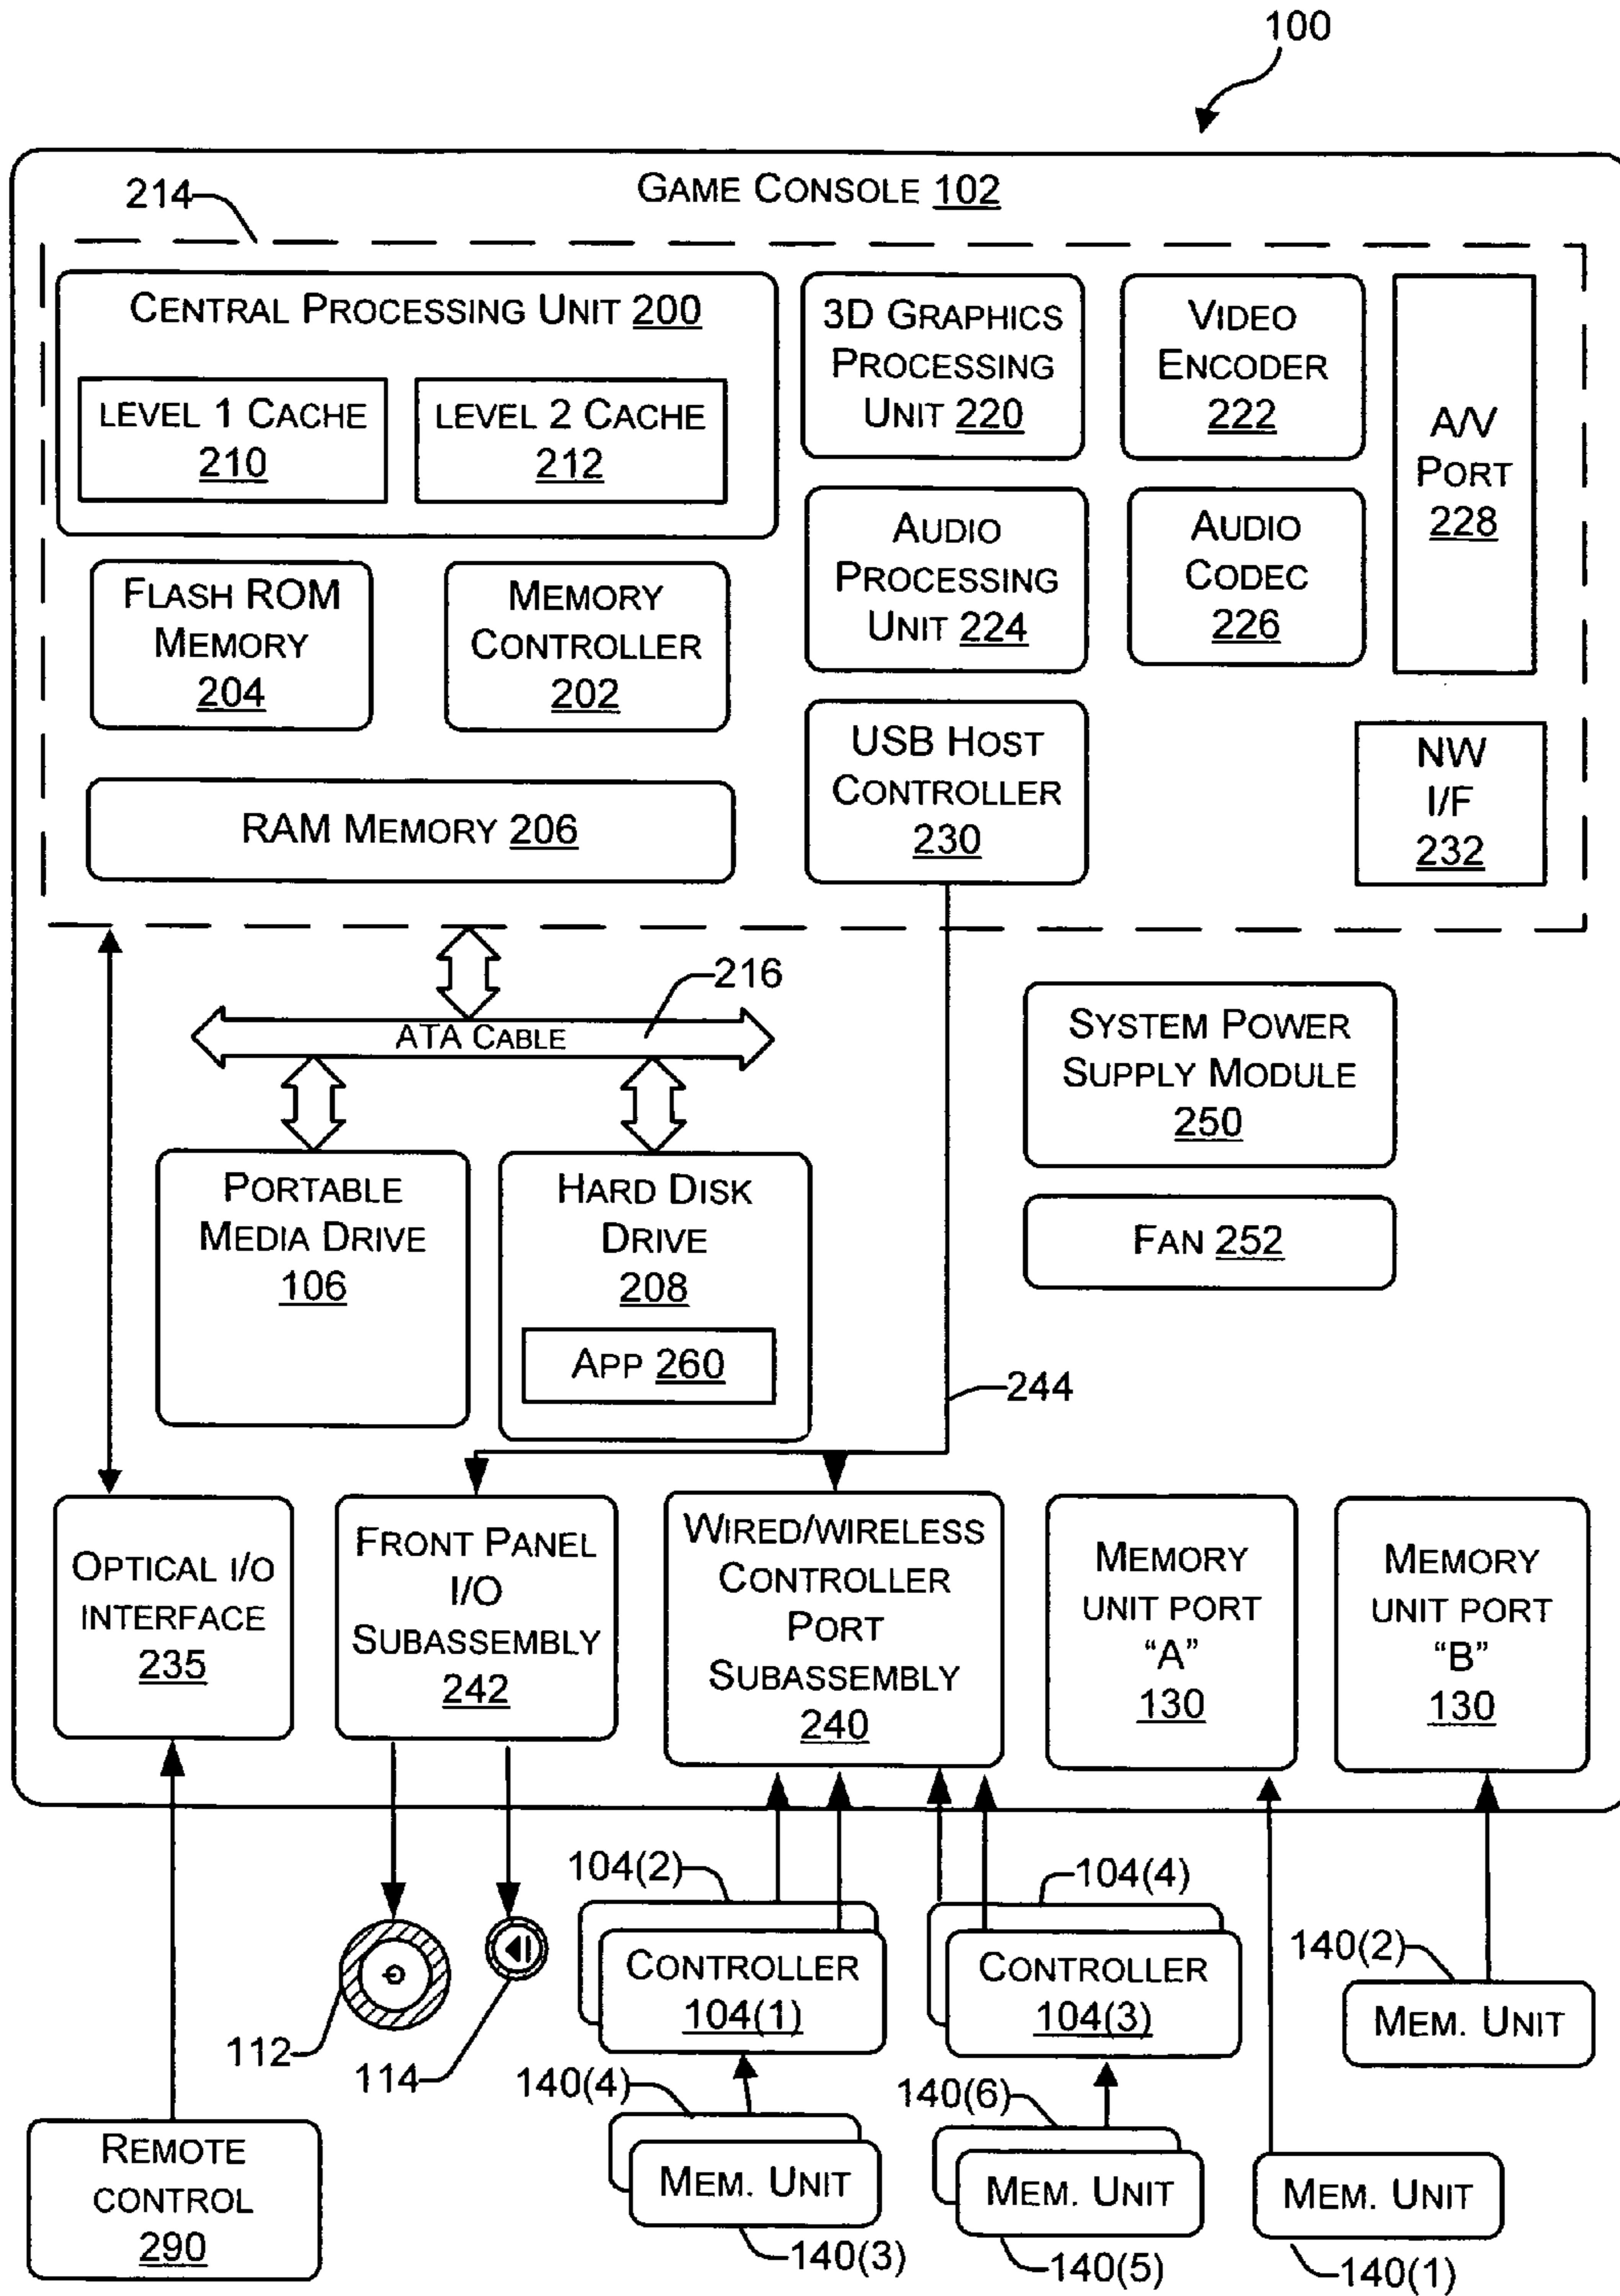 100
GAME CONSOLE 102
214
CENTRAL PROCESSING UNIT 200
LEVEL 1 CACHE
210
LEVEL 2 CACHE
212
3D GRAPHICS
PROCESSING
UNIT 220
VIDEO
ENCODER
222
A/V
PORT
228
AUDIO
PROCESSING
UNIT 224
AUDIO
CODEC
226
FLASH ROM
MEMORY
204
MEMORY
CONTROLLER
202
USB HOST
CONTROLLER
230
NW
I/F
232
RAM MEMORY 206
216
ATA CABLE
SYSTEM POWER
SUPPLY MODULE
250
PORTABLE
MEDIA DRIVE
106
HARD DISK
DRIVE
208
APP 260
FAN 252
244
OPTICAL I/O
INTERFACE
235
FRONT PANEL
I/O
SUBASSEMBLY
242
WIRED/WIRELESS
CONTROLLER
PORT
SUBASSEMBLY
240
MEMORY
UNIT PORT
“A”
130
MEMORY
UNIT PORT
“B”
130
104(2)
104(4)
CONTROLLER
104(1)
CONTROLLER
104(3)
140(2)
MEM. UNIT
112
114
140(4)
140(6)
REMOTE
CONTROL
290
MEM. UNIT
MEM. UNIT
MEM. UNIT
140(3)
140(5)
140(1)